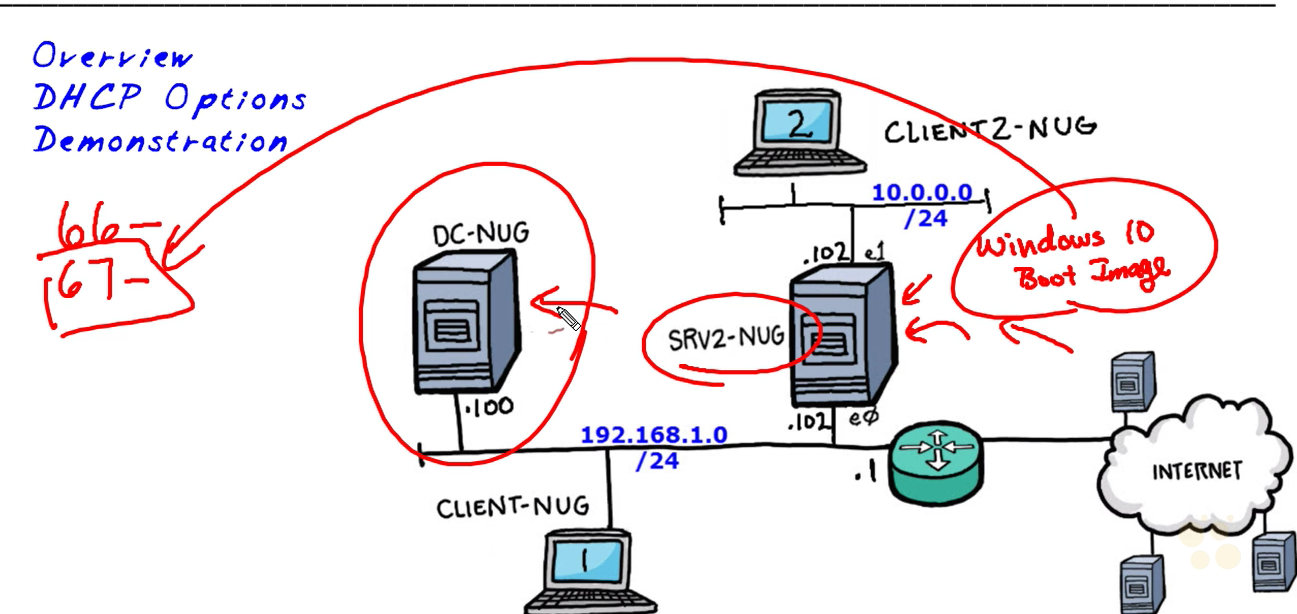 Overview
DHCP Options
Demonstration
66-
67-
2
CLIENT2-NUG
10.0.0.0
/24
Windows 10
Boot Image
DC-NUG
.102 e1
SRV2-NUG
.100
.102 eø
192.168.1.0
/24
.1
INTERNET
CLIENT-NUG
1